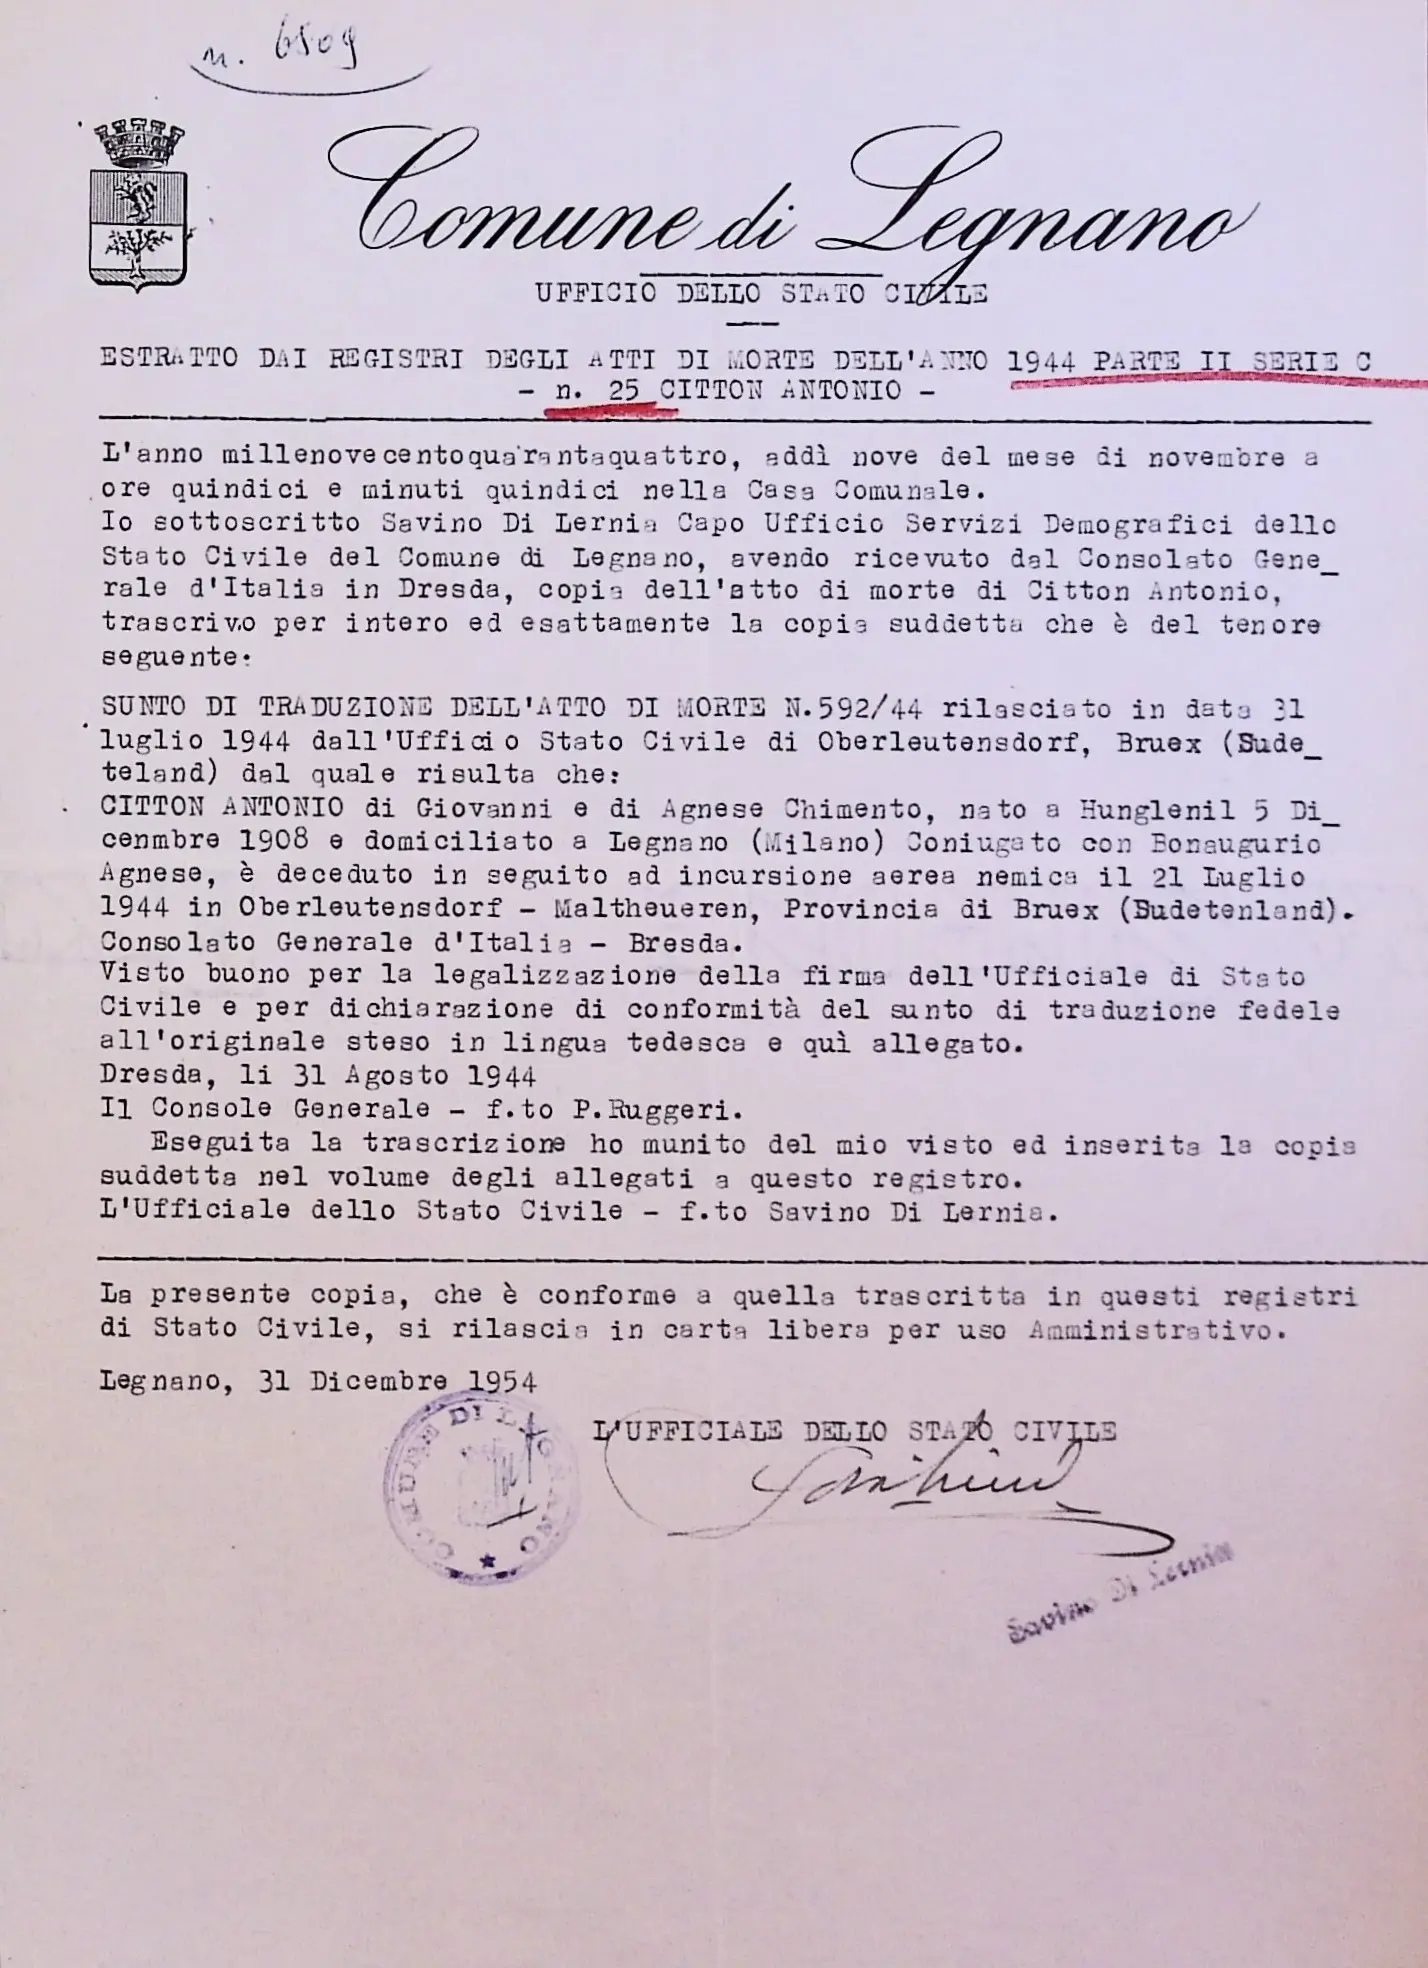 n. 6509
Comune di Legnano
UFFICIO DELLO STATO CIVILE
ESTRATTO DAI REGISTRI DEGLI ATTI DI MORTE DELL'ANNO 1944 PARTE II SERIE C
- n. 25 CITTON ANTONIO -
L'anno millenovecentoquarantaquattro, addì nove del mese di novembre a
ore quindici e minuti quindici nella Casa Comunale.
Io sottoscritto Savino Di Lernia Capo Ufficio Servizi Demografici dello
Stato Civile del Comune di Legnano, avendo ricevuto dal Consolato Gene_
rale d'Italia in Dresda, copia dell'atto di morte di Citton Antonio,
trascrivo per intero ed esattamente la copia suddetta che è del tenore
seguente:
SUNTO DI TRADUZIONE DELL'ATTO DI MORTE N.592/44 rilasciato in data 31
luglio 1944 dall'Ufficio Stato Civile di Oberleutensdorf, Bruex (Sude_
teland) dal quale risulta che:
CITTON ANTONIO di Giovanni e di Agnese Chimento, nato a Hunglenil 5 Di_
cenmbre 1908 e domiciliato a Legnano (Milano) Coniugato con Bonaugurio
Agnese, è deceduto in seguito ad incursione aerea nemica il 21 Luglio
1944 in Oberleutensdorf - Maltheueren, Provincia di Bruex (Sudetenland).
Consolato Generale d'Italia - Bresda.
Visto buono per la legalizzazione della firma dell'Ufficiale di Stato
Civile e per dichiarazione di conformità del sunto di traduzione fedele
all'originale steso in lingua tedesca e quì allegato.
Dresda, li 31 Agosto 1944
Il Console Generale - f.to P.Ruggeri.
Eseguita la trascrizione ho munito del mio visto ed inserita la copia
suddetta nel volume degli allegati a questo registro.
L'Ufficiale dello Stato Civile - f.to Savino Di Lernia.
La presente copia, che è conforme a quella trascritta in questi registri
di Stato Civile, si rilascia in carta libera per uso Amministrativo.
Legnano, 31 Dicembre 1954
COMUNE DI LEGNANO
L'UFFICIALE DELLO STATO CIVILE
Savino Di Lernia